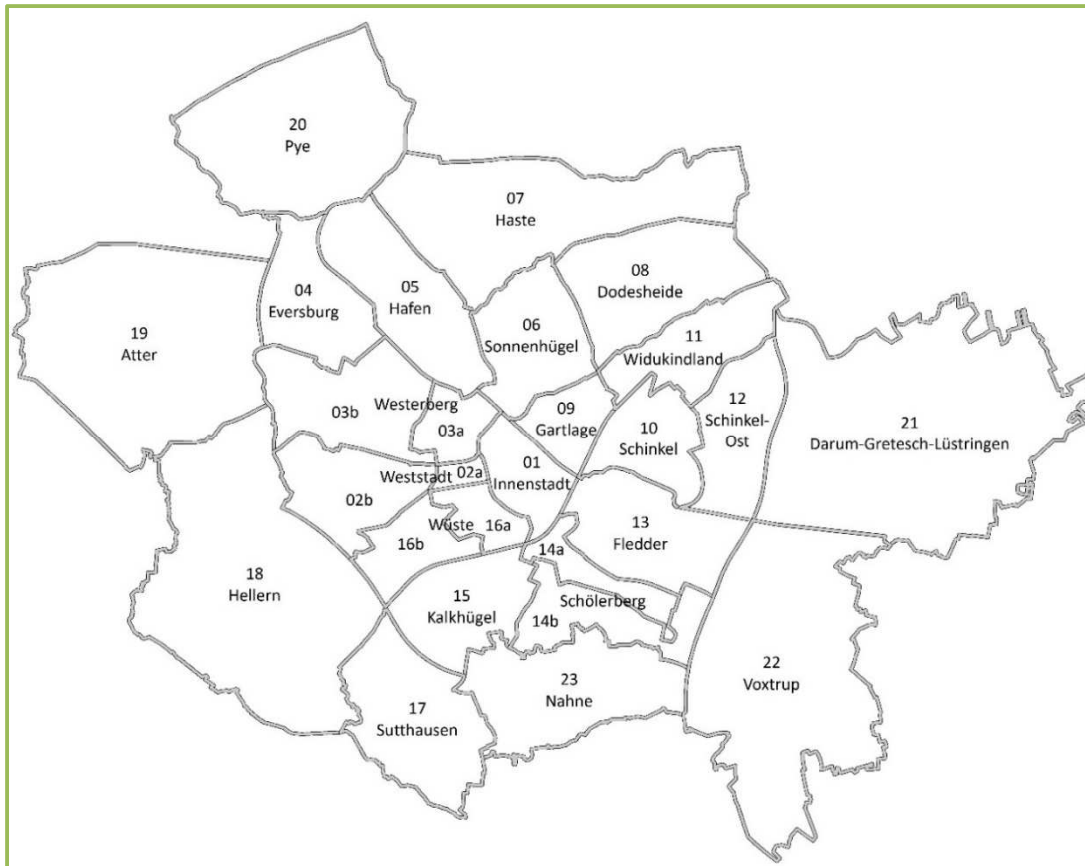 20
Pye
07
Haste
08
Dodesheide
04
Eversburg
05
Hafen
06
Sonnenhügel
19
Atter
11
Widukindland
12
Schinkel-
Ost
21
Darum-Gretesch-Lüstringen
Westerberg
03b
03a
09
Gartlage
10
Schinkel
01
Innenstadt
Weststadt
02a
02b
Wüste
16a
16b
13
Fledder
14a
18
Hellern
15
Kalkhügel
Schölerberg
14b
22
Voxtrup
23
Nahne
17
Sutthausen